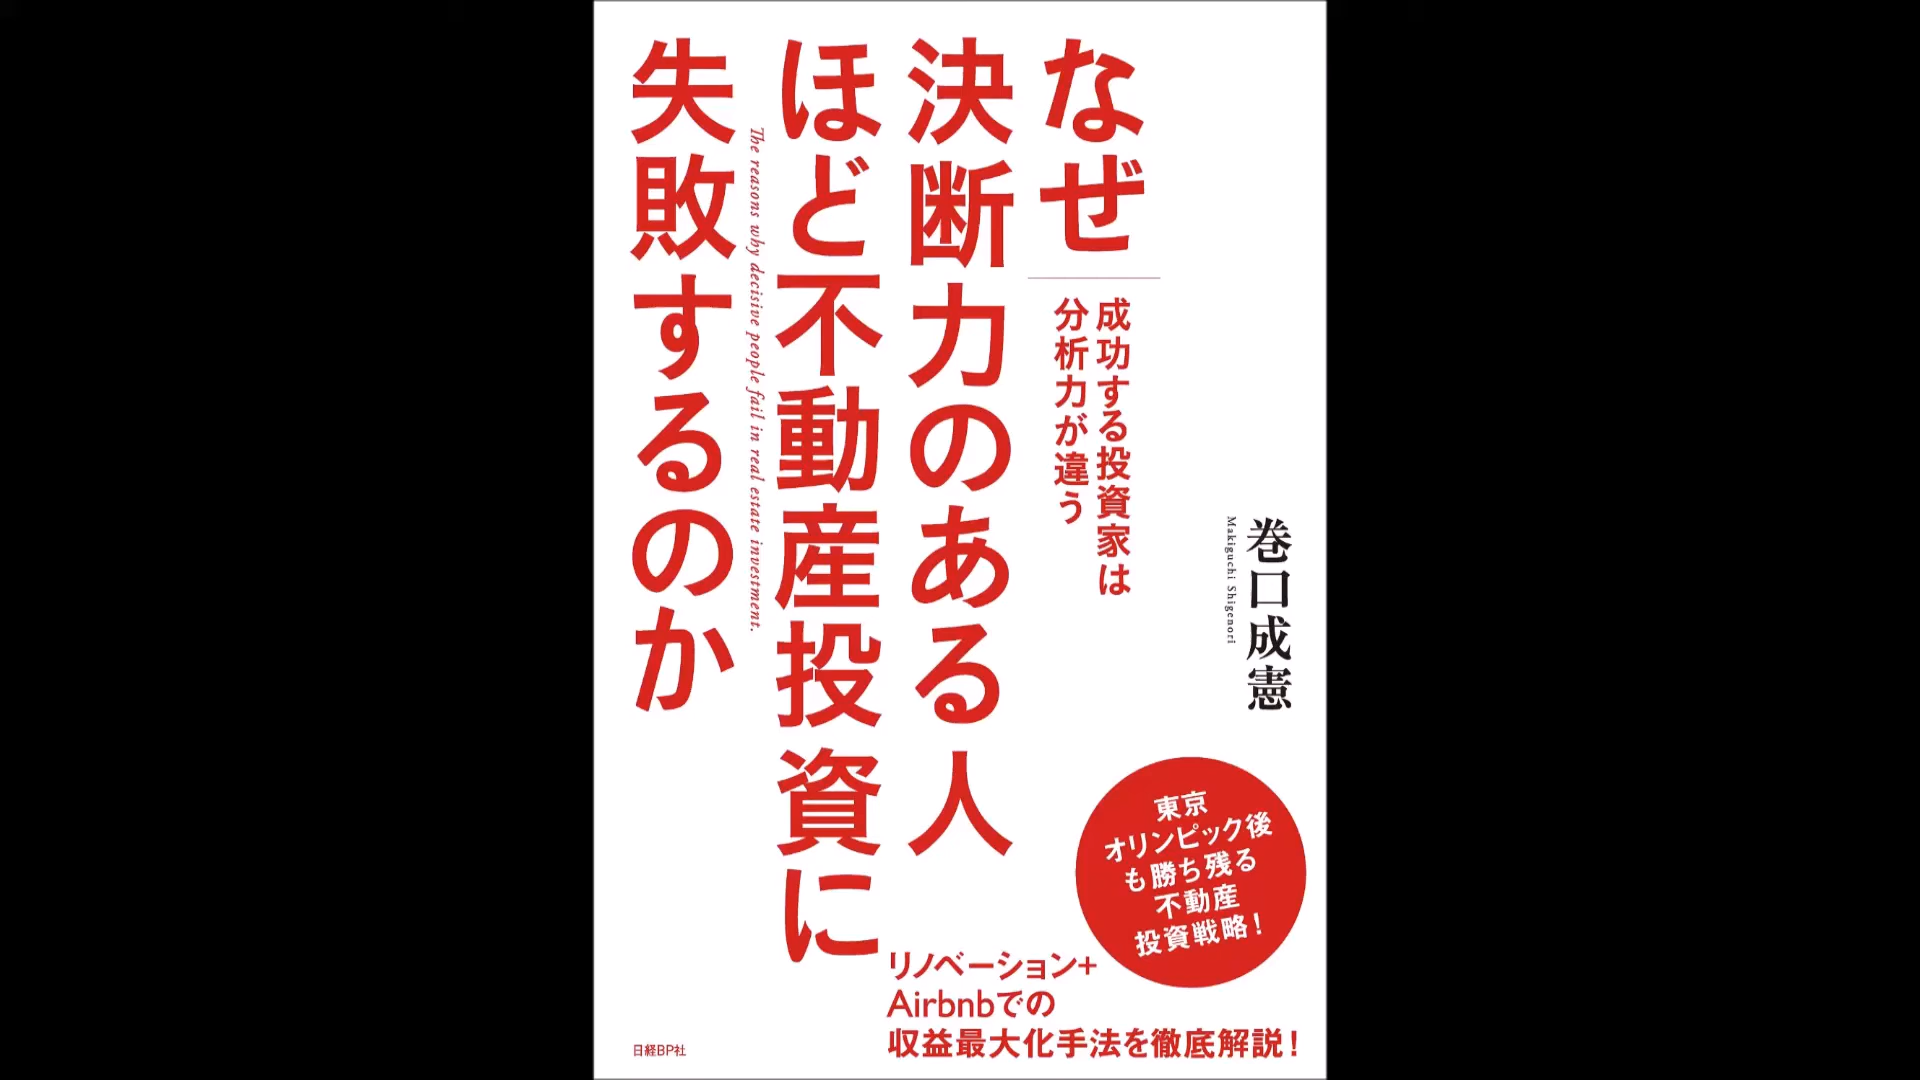 なぜ
決断力のある人
ほど不動産投資に
失敗するのか
The reasons why decisive people fail in real estate investment.
成功する投資家は
分析力が違う
巻口成憲
Makiguchi Shigenori
東京
オリンピック後
も勝ち残る
不動産
投資戦略!
リノベーション+
Airbnbでの
収益最大化手法を徹底解説!
日経BP社